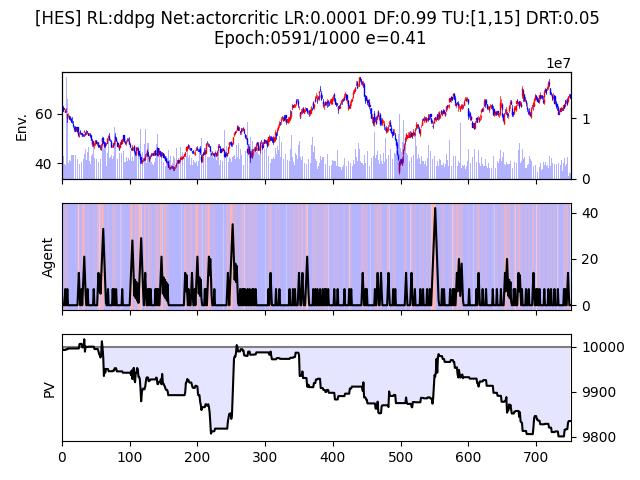 [HES] RL:ddpg Net:actorcritic LR:0.0001 DF:0.99 TU:[1,15] DRT:0.05
Epoch:0591/1000 e=0.41
1e7
Env.
60
40
1
0
Agent
40
20
0
PV
10000
9900
9800
0 100 200 300 400 500 600 700